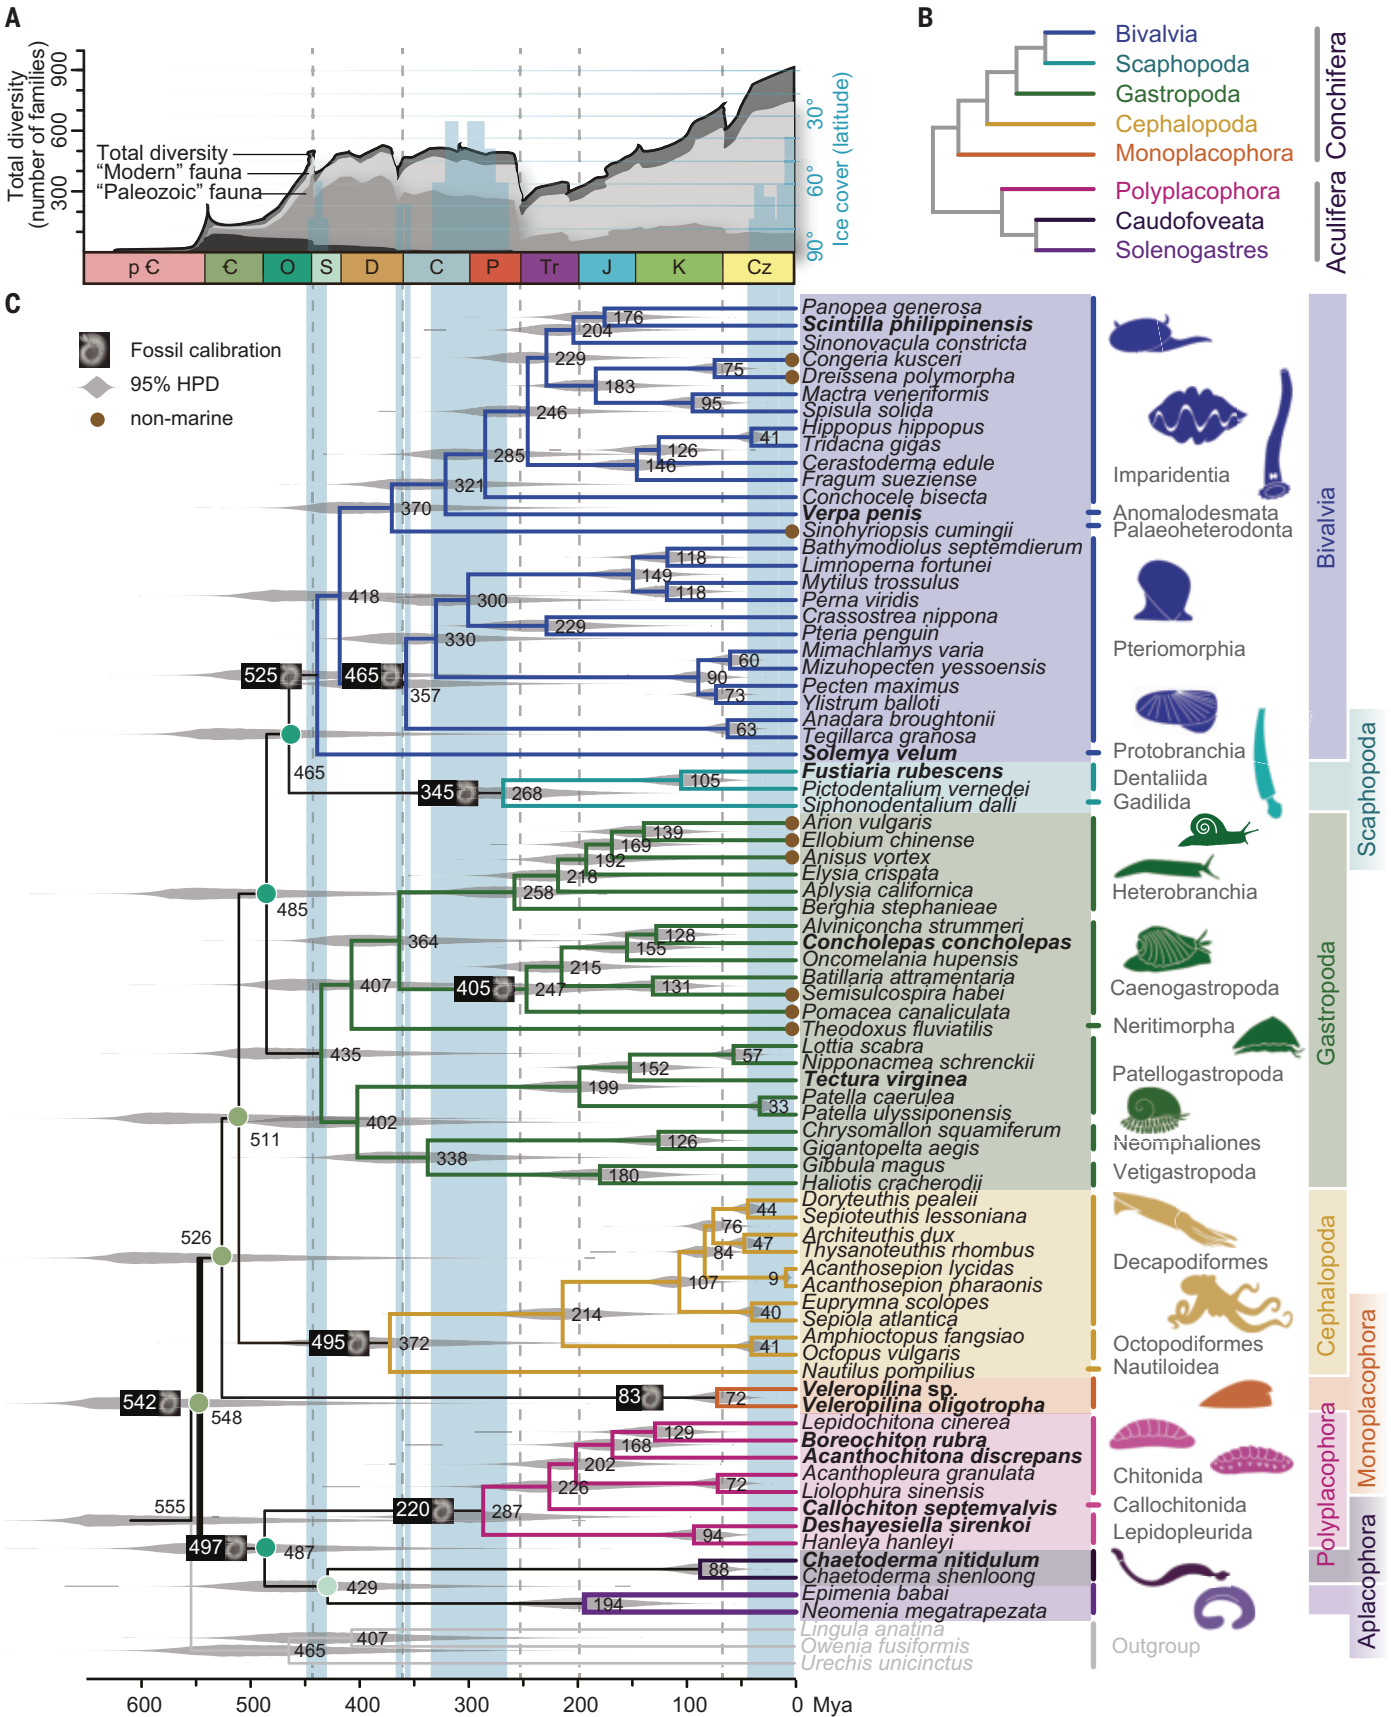 A
Total diversity
(number of families)
900
600
300
Total diversity
“Modern” fauna
“Paleozoic” fauna
30°
60°
90°
Ice cover (latitude)
p Є
Є
O
S
D
C
P
Tr
J
K
Cz
B
Bivalvia
Scaphopoda
Gastropoda
Cephalopoda
Monoplacophora
Polyplacophora
Caudofoveata
Solenogastres
Conchifera
Aculifera
C
Fossil calibration
95% HPD
non-marine
Panopea generosa
Scintilla philippinensis
Sinonovacula constricta
Congeria kusceri
Dreissena polymorpha
Mactra veneriformis
Spisula solida
Hippopus hippopus
Tridacna gigas
Cerastoderma edule
Fragum sueziense
Conchocele bisecta
Verpa penis
Sinohyriopsis cumingii
Bathymodiolus septemdierum
Limnoperna fortunei
Mytilus trossulus
Perna viridis
Crassostrea nippona
Pteria penguin
Mimachlamys varia
Mizuhopecten yessoensis
Pecten maximus
Ylistrum balloti
Anadara broughtonii
Tegillarca granosa
Solemya velum
Fustiaria rubescens
Pictodentalium vernedei
Siphonodentalium dalli
Arion vulgaris
Ellobium chinense
Anisus vortex
Elysia crispata
Aplysia californica
Berghia stephanieae
Alviniconcha strummeri
Concholepas concholepas
Oncomelania hupensis
Batillaria attramentaria
Semisulcospira habei
Pomacea canaliculata
Theodoxus fluviatilis
Lottia scabra
Nipponacmea schrenckii
Tectura virginea
Patella caerulea
Patella ulyssiponensis
Chrysomallon squamiferum
Gigantopelta aegis
Gibbula magus
Haliotis cracherodii
Doryteuthis pealeii
Sepioteuthis lessoniana
Architeuthis dux
Thysanoteuthis rhombus
Acanthosepion lycidas
Acanthosepion pharaonis
Euprymna scolopes
Sepiola atlantica
Amphioctopus fangsiao
Octopus vulgaris
Nautilus pompilius
Veleropilina sp.
Veleropilina oligotropha
Lepidochitona cinerea
Boreochiton rubra
Acanthochitona discrepans
Acanthopleura granulata
Liolophura sinensis
Callochiton septemvalvis
Deshayesiella sirenkoi
Hanleya hanleyi
Chaetoderma nitidulum
Chaetoderma shenloong
Epimenia babai
Neomenia megatrapezata
Lingula anatina
Owenia fusiformis
Urechis unicinctus
176
204
229
75
183
95
246
41
126
146
285
321
370
118
149
118
300
229
418
330
60
90
73
525
465
357
63
465
105
345
268
139
169
192
218
258
485
128
155
364
215
405
247
131
407
435
57
152
199
33
402
511
126
338
180
44
76
526
47
84
107
9
214
40
495
372
41
83
72
542
548
129
168
202
72
226
555
220
287
94
497
487
88
429
194
407
465
Imparidentia
Anomalodesmata
Palaeoheterodonta
Pteriomorphia
Protobranchia
Dentaliida
Gadilida
Heterobranchia
Caenogastropoda
Neritimorpha
Patellogastropoda
Neomphaliones
Vetigastropoda
Decapodiformes
Octopodiformes
Nautiloidea
Chitonida
Callochitonida
Lepidopleurida
Outgroup
Bivalvia
Scaphopoda
Gastropoda
Cephalopoda
Monoplacophora
Polyplacophora
Aplacophora
600
500
400
300
200
100
0 Mya